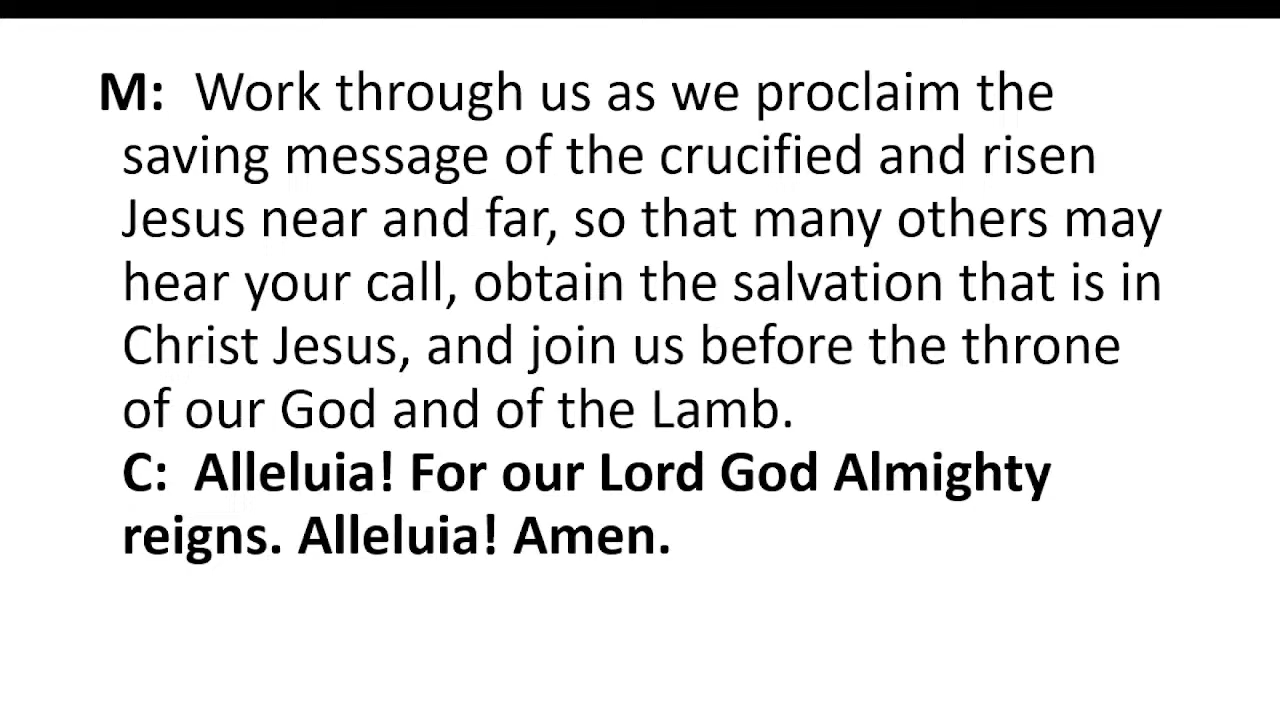 M: Work through us as we proclaim the
saving message of the crucified and risen
Jesus near and far, so that many others may
hear your call, obtain the salvation that is in
Christ Jesus, and join us before the throne
of our God and of the Lamb.
C: Alleluia! For our Lord God Almighty
reigns. Alleluia! Amen.